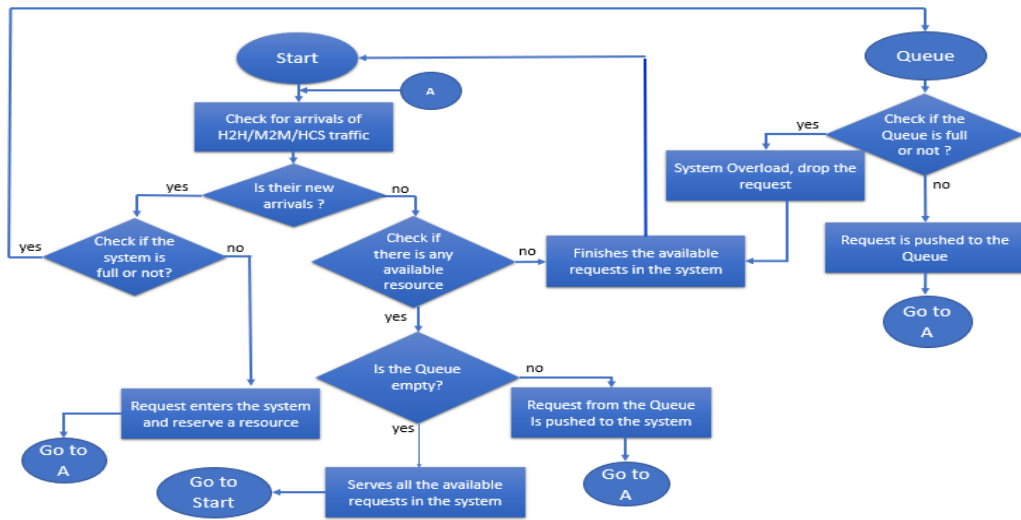 Start
Queue
A
Check for arrivals of
H2H/M2M/HCS traffic
yes
Check if
the Queue is full
or not ?
System Overload, drop the
request
yes
Is their new
arrivals ?
no
no
yes
Check if the
system is
full or not?
no
Check if
there is any
available
resource
no
Finishes the available
requests in the system
Request is pushed to the
Queue
yes
Go to
A
Is the Queue
empty?
no
Request enters the system
and reserve a resource
Request from the Queue
Is pushed to the system
yes
Go to
A
Go to
A
Go to
Start
Serves all the available
requests in the system